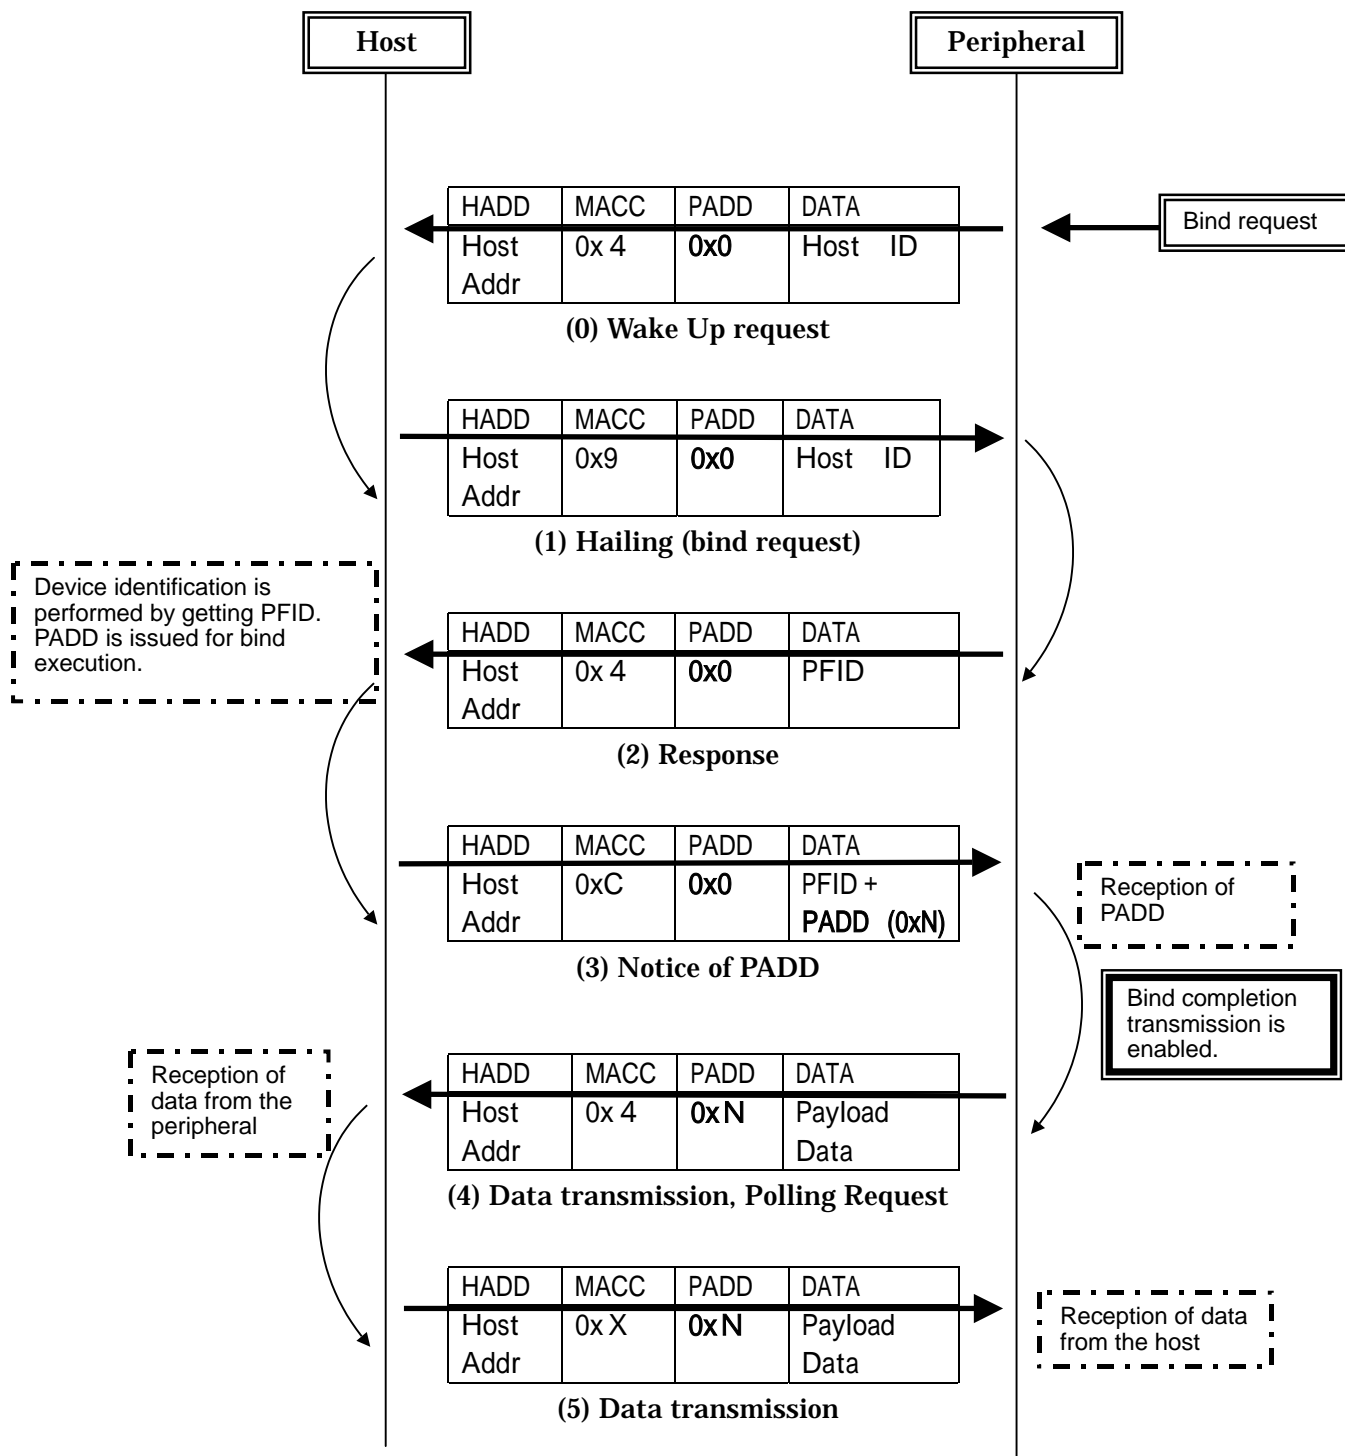 Host
Peripheral
HADD MACC PADD DATA
Host 0x 4 0x0 Host ID
Addr
Bind request
(0) Wake Up request
HADD MACC PADD DATA
Host 0x9 0x0 Host ID
Addr
(1) Hailing (bind request)
Device identification is
performed by getting PFID.
PADD is issued for bind
execution.
HADD MACC PADD DATA
Host 0x 4 0x0 PFID
Addr
(2) Response
HADD MACC PADD DATA
Host 0xC 0x0 PFID +
Addr PADD (0xN)
(3) Notice of PADD
Reception of
PADD
Bind completion
transmission is
enabled.
Reception of
data from the
peripheral
HADD MACC PADD DATA
Host 0x 4 0x N Payload
Addr Data
(4) Data transmission, Polling Request
HADD MACC PADD DATA
Host 0x X 0x N Payload
Addr Data
(5) Data transmission
Reception of data
from the host